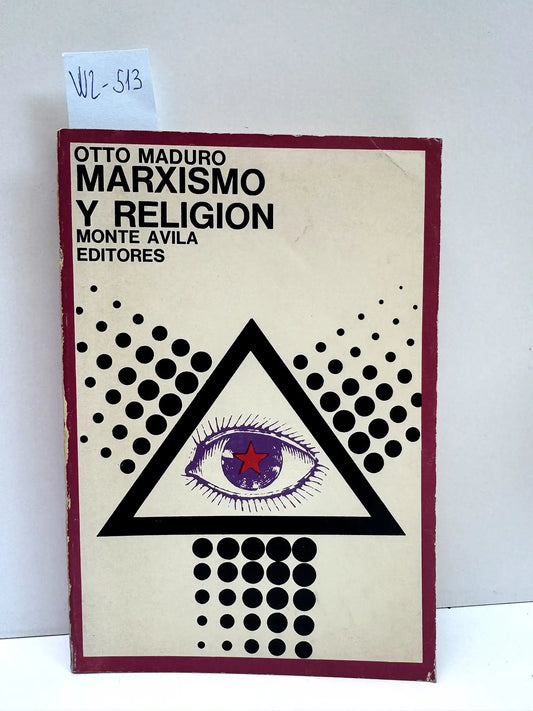 W2-513
OTTO MADURO
MARXISMO
Y RELIGION
MONTE AVILA
EDITORES